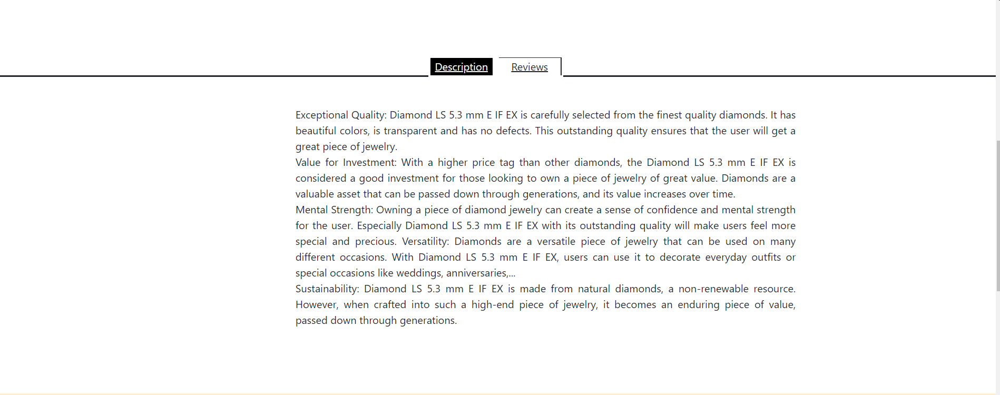 Description Reviews
Exceptional Quality: Diamond LS 5.3 mm E IF EX is carefully selected from the finest quality diamonds. It has
beautiful colors, is transparent and has no defects. This outstanding quality ensures that the user will get a
great piece of jewelry.
Value for Investment: With a higher price tag than other diamonds, the Diamond LS 5.3 mm E IF EX is
considered a good investment for those looking to own a piece of jewelry of great value. Diamonds are a
valuable asset that can be passed down through generations, and its value increases over time.
Mental Strength: Owning a piece of diamond jewelry can create a sense of confidence and mental strength
for the user. Especially Diamond LS 5.3 mm E IF EX with its outstanding quality will make users feel more
special and precious. Versatility: Diamonds are a versatile piece of jewelry that can be used on many
different occasions. With Diamond LS 5.3 mm E IF EX, users can use it to decorate everyday outfits or
special occasions like weddings, anniversaries,...
Sustainability: Diamond LS 5.3 mm E IF EX is made from natural diamonds, a non-renewable resource.
However, when crafted into such a high-end piece of jewelry, it becomes an enduring piece of value,
passed down through generations.